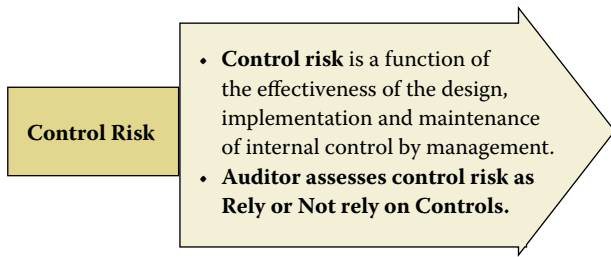 Control Risk
• Control risk is a function of
the effectiveness of the design,
implementation and maintenance
of internal control by management.
• Auditor assesses control risk as
Rely or Not rely on Controls.